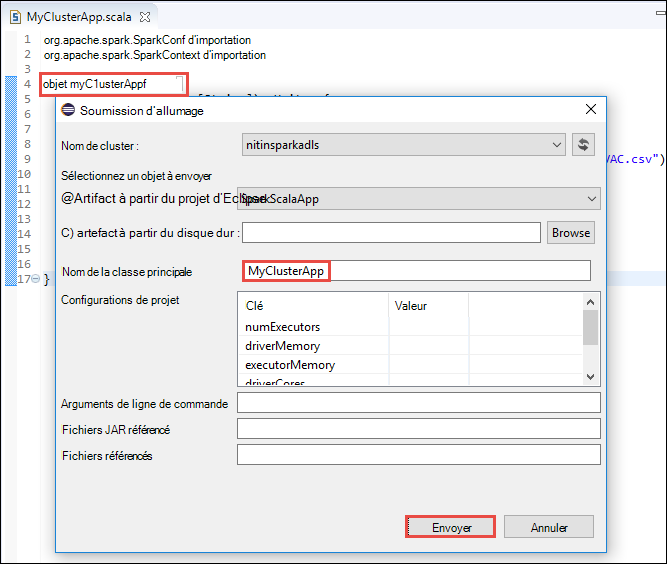 MyClusterApp.scala
1 org.apache.spark.SparkConf d'importation
2 org.apache.spark.SparkContext d'importation
3
4 objet myC1usterAppf
5
6
7
8
9 VAC.csv")
10
11
12
13
14
15
16
17 }
Soumission d'allumage
Nom de cluster : nitinsparkadls
Sélectionnez un objet à envoyer
@Artifact à partir du projet d'Eclipse SparkScalaApp
C) artefact à partir du disque dur : Browse
Nom de la classe principale MyClusterApp
Configurations de projet Clé Valeur
numExecutors
driverMemory
executorMemory
driverCores
Arguments de ligne de commande
Fichiers JAR référencé
Fichiers référencés
Envoyer Annuler